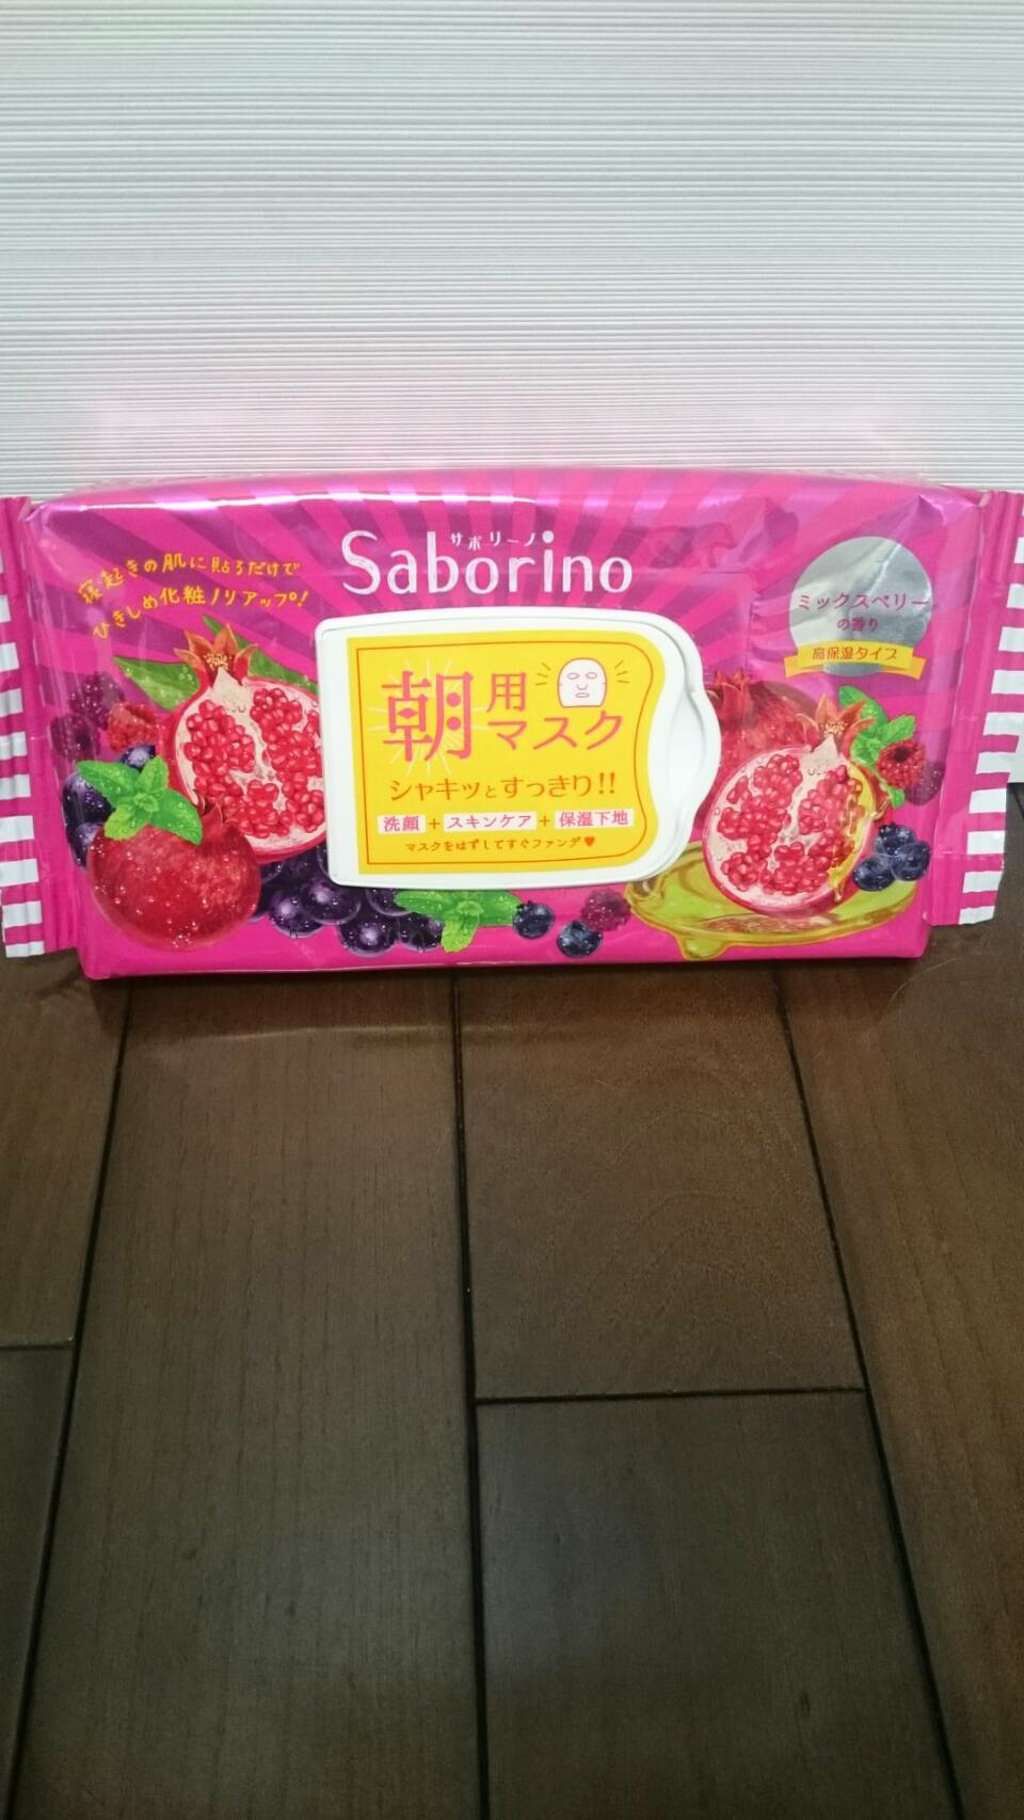 サボリーノ
Saborino
寝起きの肌に貼るだけで
ひきしめ化粧ノリアップ!
ミックスベリー
の香り
高保湿タイプ
朝用マスク
シャキッとすっきり!!
洗顔+スキンケア+保湿下地
マスクをはずしてすぐファンデ♥